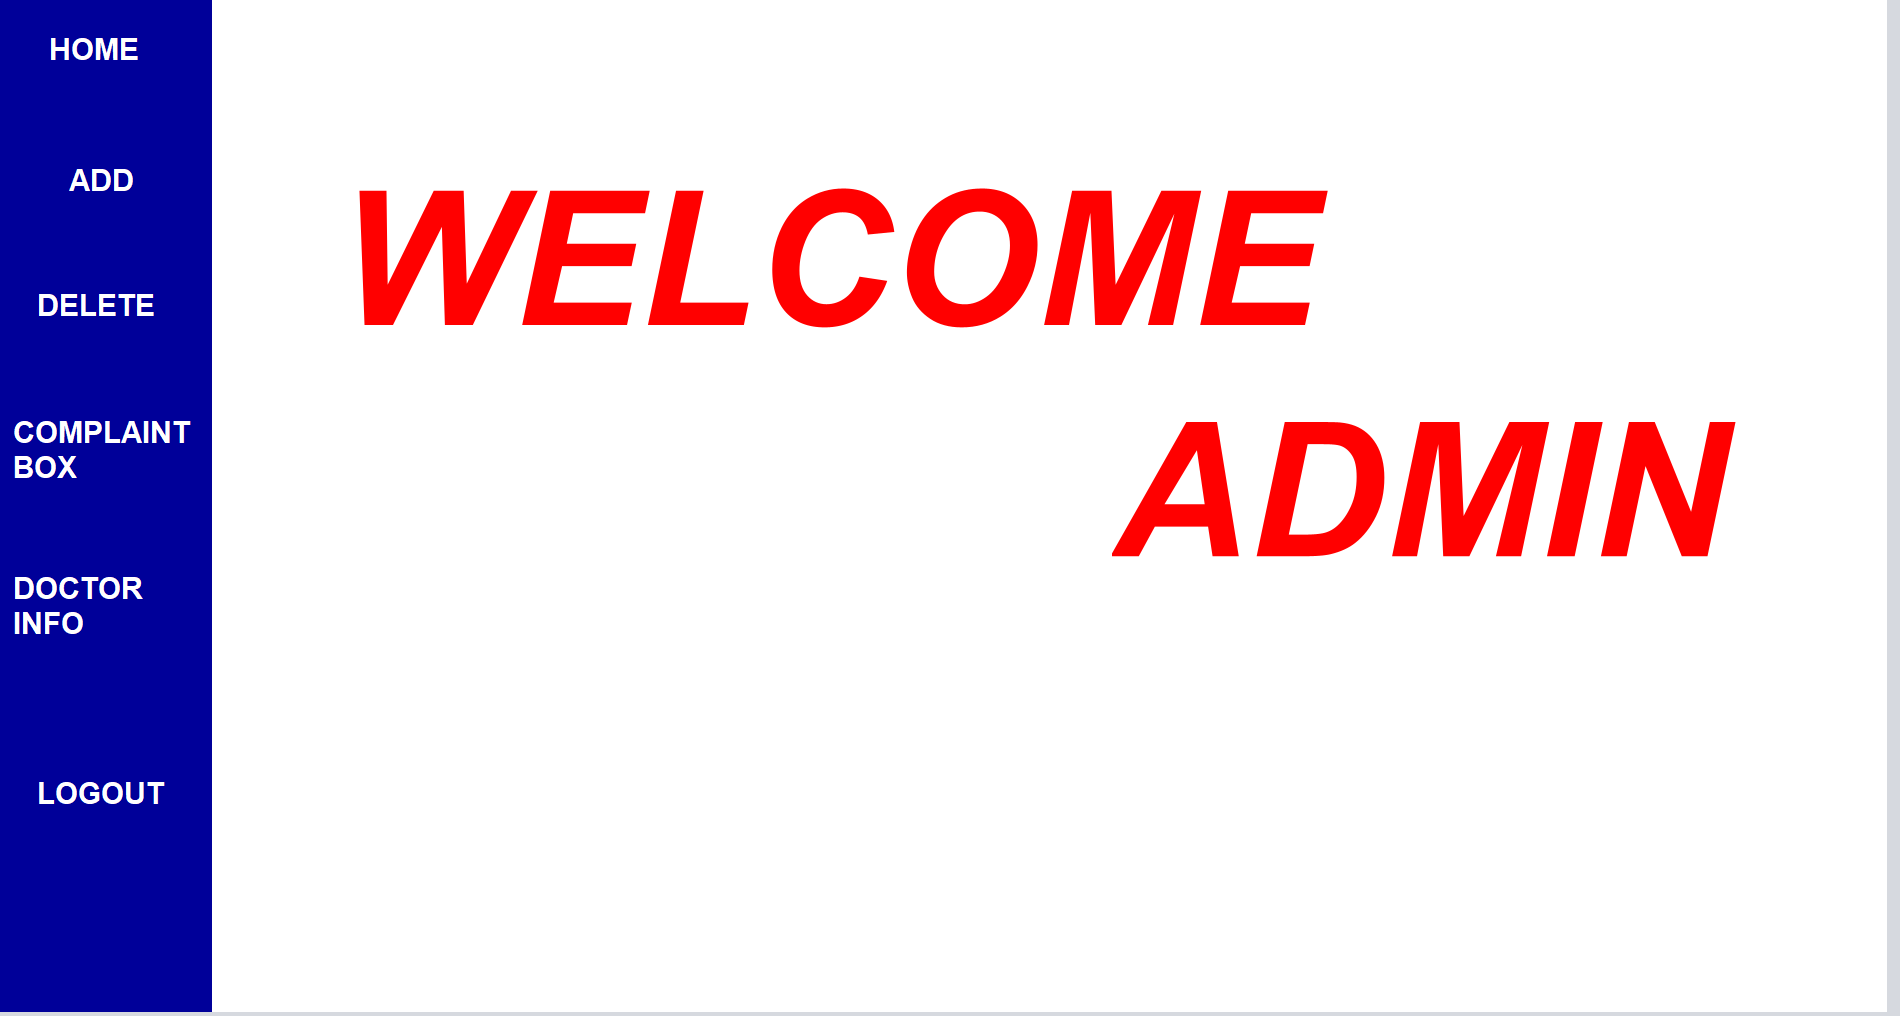 HOME
ADD
DELETE
COMPLAINT
BOX
DOCTOR
INFO
LOGOUT
WELCOME
ADMIN